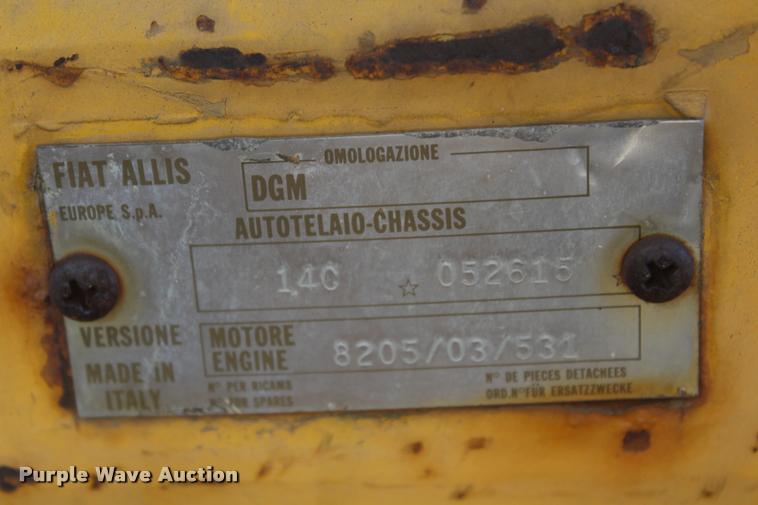 FIAT ALLIS
EUROPE S.p.A.
OMOLOGAZIONE
DGM
AUTOTELAIO-CHASSIS
14C ☆ 052615 ☆
VERSIONE
MOTORE
ENGINE
8205/03/531
MADE IN
ITALY
N° PER RICAMB
N° FOR SPARES
N° DE PIECES DETACHEES
ORD.N° FÜR ERSATZZWECKE
Purple Wave Auction